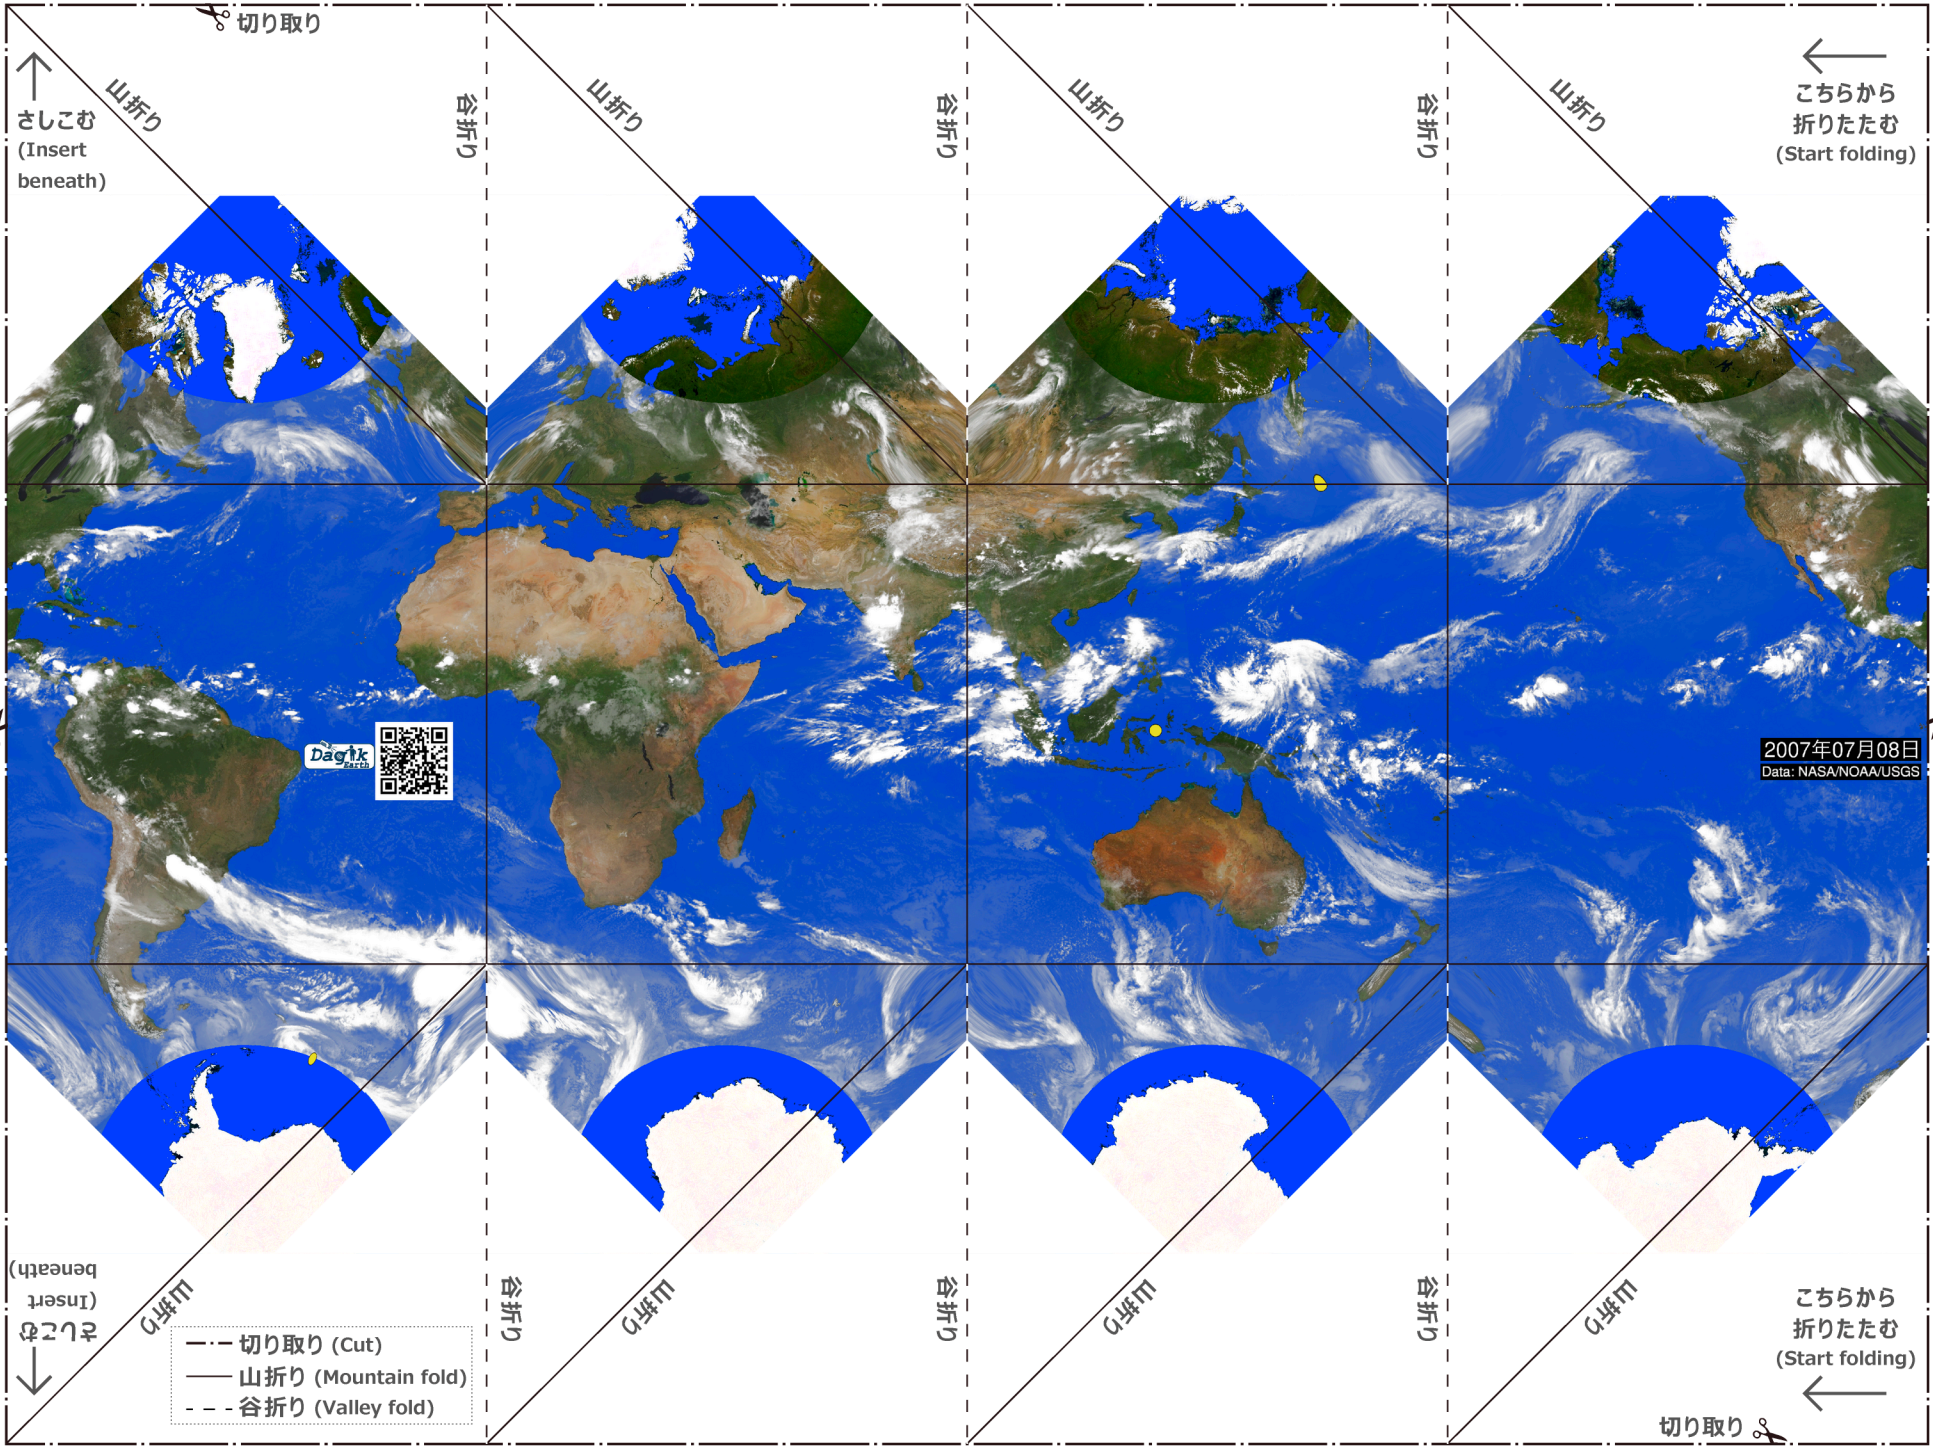 切り取り
さしこむ
(Insert
beneath)
山折り
谷折り
山折り
谷折り
山折り
谷折り
山折り
こちらから
折りたたむ
(Start folding)
Dagik
Earth
2007年07月08日
Data: NASA/NOAA/USGS
さしこむ
(Insert
beneath)
山折り
谷折り
山折り
谷折り
山折り
谷折り
山折り
切り取り (Cut)
山折り (Mountain fold)
谷折り (Valley fold)
こちらから
折りたたむ
(Start folding)
切り取り